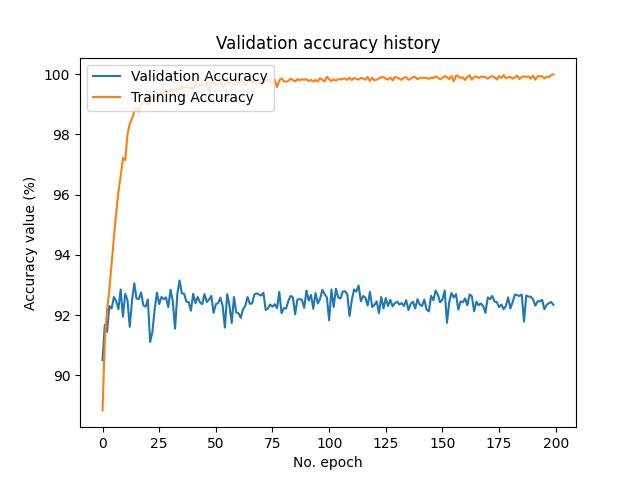 Validation accuracy history
Validation Accuracy
Training Accuracy
Accuracy value (%)
100
98
96
94
92
90
0 25 50 75 100 125 150 175 200
No. epoch